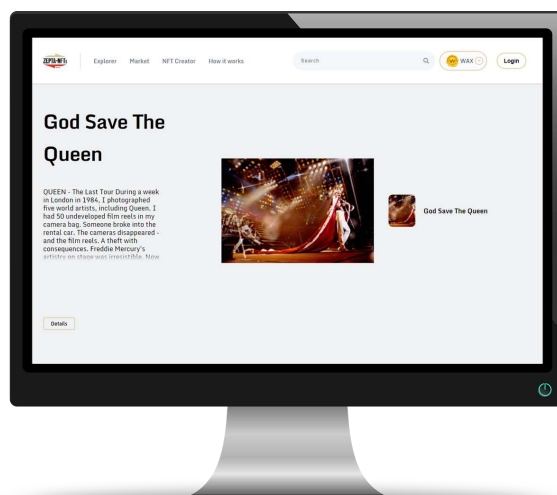 ZEPTA-NFTs
Explorer Market NFT Creator How it works
Search
WAX
Login
God Save The
Queen
QUEEN - The Last Tour During a week
in London in 1984, I photographed
five world artists, including Queen. I
had 50 undeveloped film reels in my
camera bag. Someone broke into the
rental car. The cameras disappeared -
and the film reels. A theft with
consequences. Freddie Mercury's
artistry on stage was irresistible. Now
God Save The Queen
Details